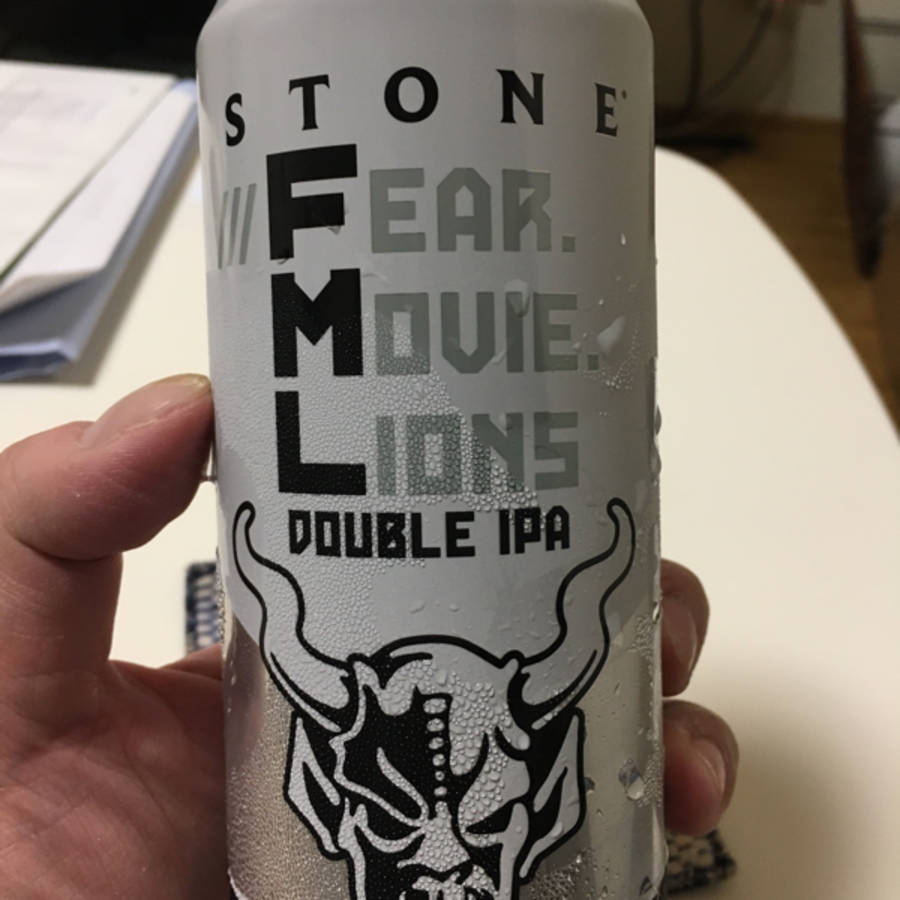 STONE
///FEAR.
MOVIE.
LIONS
DOUBLE IPA